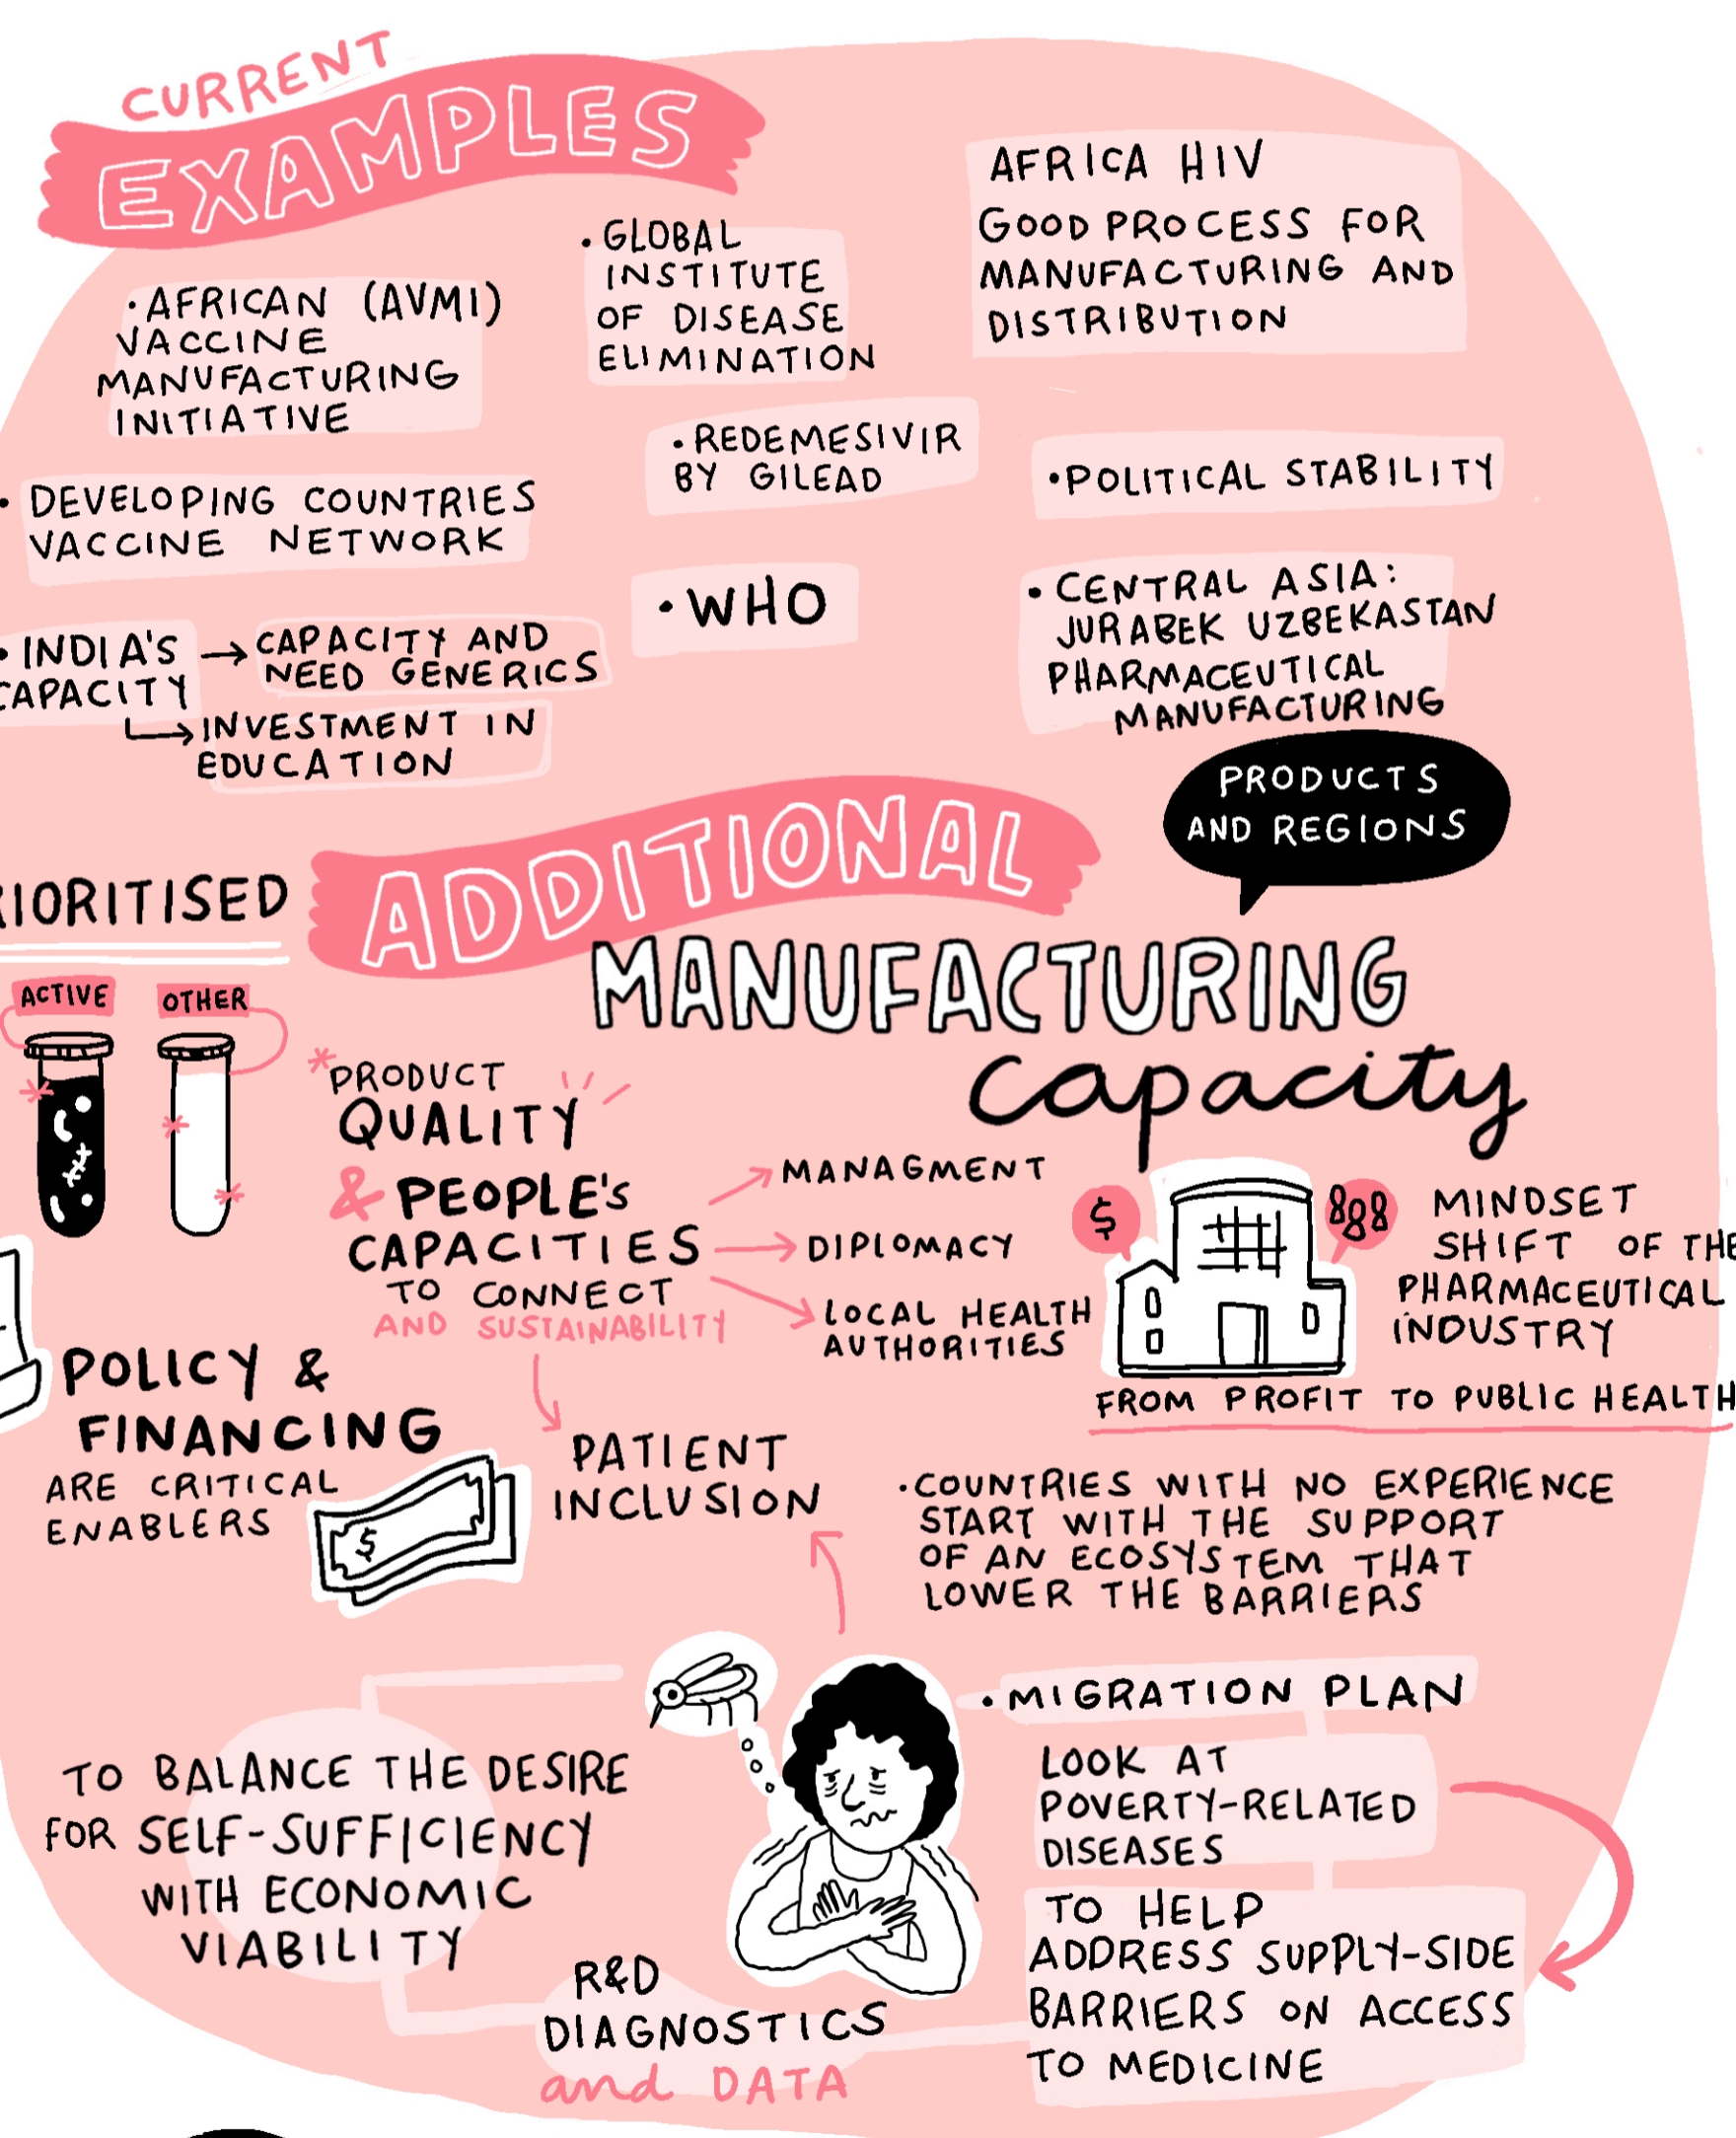 CURRENT
EXAMPLES
• AFRICAN (AVMI)
VACCINE
MANUFACTURING
INITIATIVE
• DEVELOPING COUNTRIES
VACCINE NETWORK
• INDIA'S
CAPACITY
→ CAPACITY AND
NEED GENERICS
→ INVESTMENT IN
EDUCATION
• GLOBAL
INSTITUTE
OF DISEASE
ELIMINATION
• REDEMESIVIR
BY GILEAD
• WHO
AFRICA HIV
GOOD PROCESS FOR
MANUFACTURING AND
DISTRIBUTION
• POLITICAL STABILITY
• CENTRAL ASIA:
JURABEK UZBEKASTAN
PHARMACEUTICAL
MANUFACTURING
PRODUCTS
AND REGIONS
RIORITISED
ACTIVE
OTHER
ADDITIONAL
MANUFACTURING
capacity
*PRODUCT
QUALITY
& PEOPLE'S
CAPACITIES
TO CONNECT
AND SUSTAINABILITY
→ MANAGMENT
→ DIPLOMACY
→ LOCAL HEALTH
AUTHORITIES
$
MINDSET
SHIFT OF THE
PHARMACEUTICAL
INDUSTRY
FROM PROFIT TO PUBLIC HEALTH
POLICY &
FINANCING
ARE CRITICAL
ENABLERS
$
PATIENT
INCLUSION
• COUNTRIES WITH NO EXPERIENCE
START WITH THE SUPPORT
OF AN ECOSYSTEM THAT
LOWER THE BARRIERS
• MIGRATION PLAN
LOOK AT
POVERTY-RELATED
DISEASES
TO HELP
ADDRESS SUPPLY-SIDE
BARRIERS ON ACCESS
TO MEDICINE
TO BALANCE THE DESIRE
FOR SELF-SUFFICIENCY
WITH ECONOMIC
VIABILITY
R&D
DIAGNOSTICS
and DATA